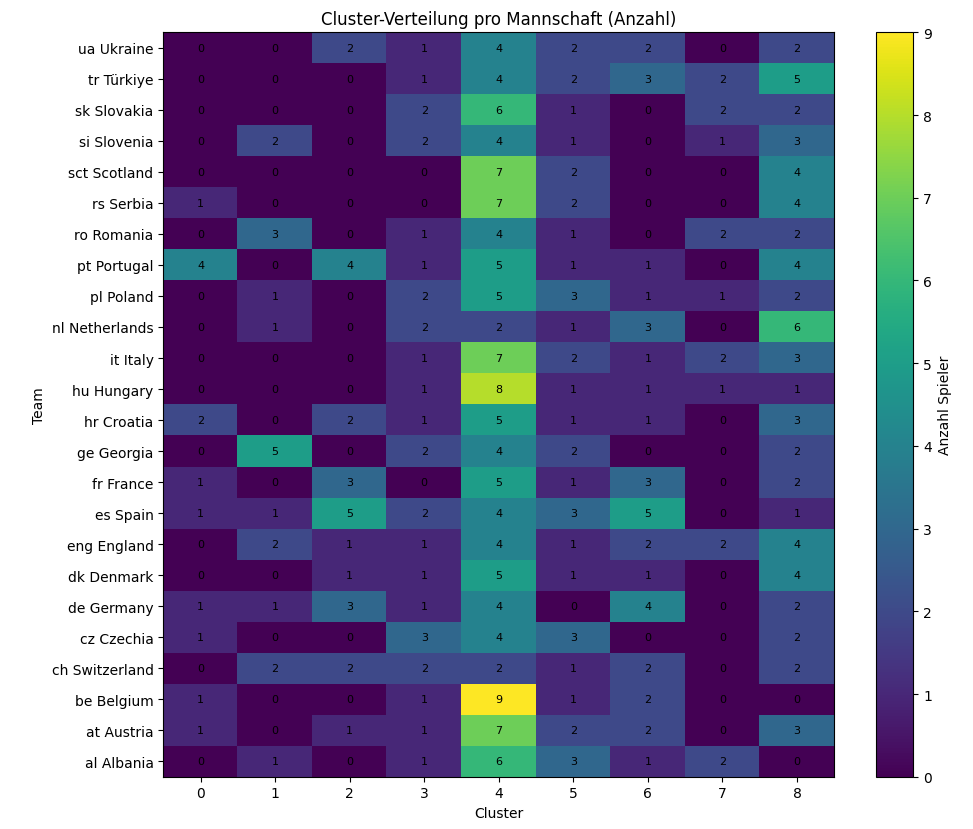 Cluster-Verteilung pro Mannschaft (Anzahl)
ua Ukraine 0 0 2 1 4 2 2 0 2
tr Türkiye 0 0 0 1 4 2 3 2 5
sk Slovakia 0 0 0 2 6 1 0 2 2
si Slovenia 0 2 0 2 4 1 0 1 3
sct Scotland 0 0 0 0 7 2 0 0 4
rs Serbia 1 0 0 0 7 2 0 0 4
ro Romania 0 3 0 1 4 1 0 2 2
pt Portugal 4 0 4 1 5 1 1 0 4
pl Poland 0 1 0 2 5 3 1 1 2
nl Netherlands 0 1 0 2 2 1 3 0 6
it Italy 0 0 0 1 7 2 1 2 3
hu Hungary 0 0 0 1 8 1 1 1 1
hr Croatia 2 0 2 1 5 1 1 0 3
ge Georgia 0 5 0 2 4 2 0 0 2
fr France 1 0 3 0 5 1 3 0 2
es Spain 1 1 5 2 4 3 5 0 1
eng England 0 2 1 1 4 1 2 2 4
dk Denmark 0 0 1 1 5 1 1 0 4
de Germany 1 1 3 1 4 0 4 0 2
cz Czechia 1 0 0 3 4 3 0 0 2
ch Switzerland 0 2 2 2 2 1 2 0 2
be Belgium 1 0 0 1 9 1 2 0 0
at Austria 1 0 1 1 7 2 2 0 3
al Albania 0 1 0 1 6 3 1 2 0
0 1 2 3 4 5 6 7 8
Cluster
Team
9
8
7
6
5
4
3
2
1
0
Anzahl Spieler